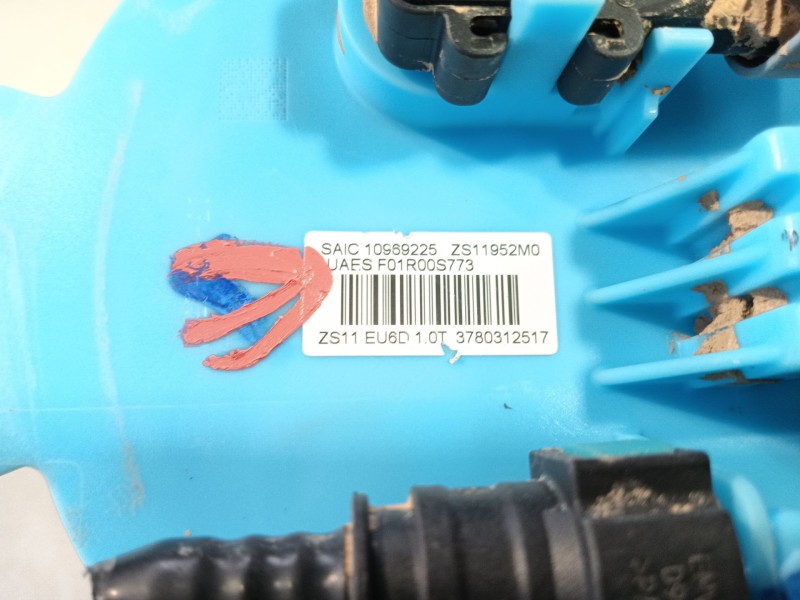 SAIC 10969225 ZS11952M0
UAES F01R00S773
ZS11 EU6D 1.0T 3780312517